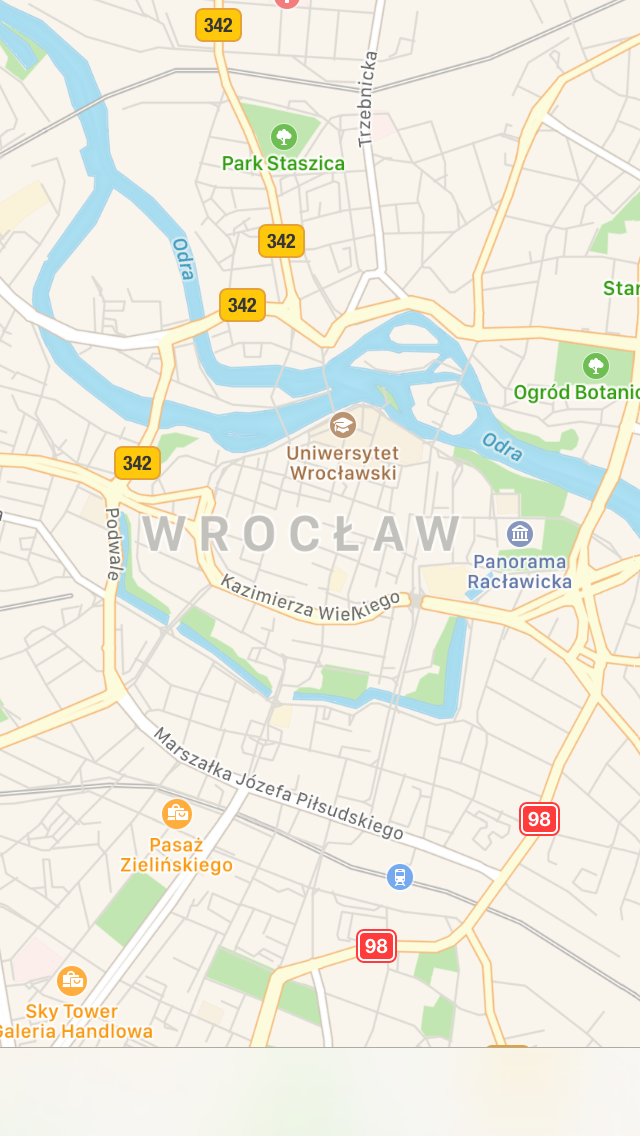 342
Trzebnicka
Park Staszica
342
Odra
342
Star
Ogród Botanic
Uniwersytet
Wrocławski
Odra
342
Podwale
WROCŁAW
Panorama
Racławicka
Kazimierza Wielkiego
Marszałka Józefa Piłsudskiego
98
Pasaż
Zielińskiego
98
Sky Tower
Galeria Handlowa